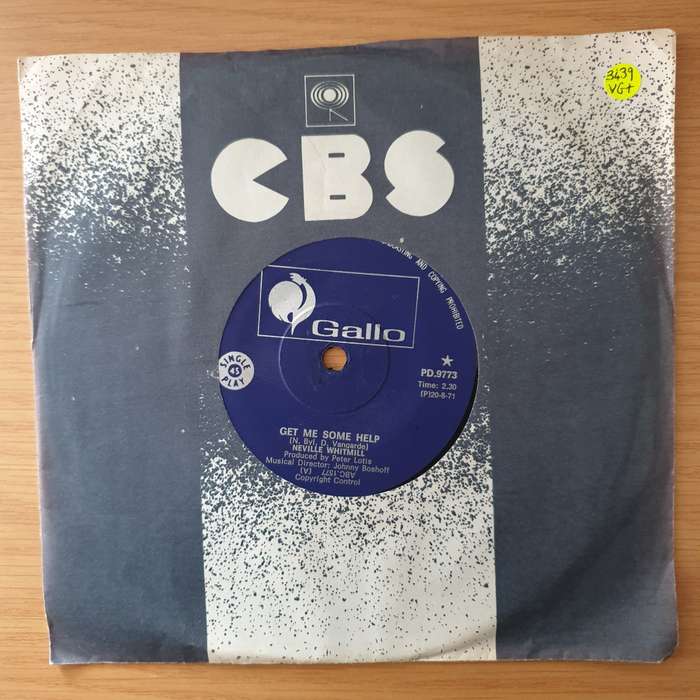 3439
VG+
CBS
AND COPYING PROHIBITED
Gallo
PD.9773
Time: 2.30
(P)20-8-71
SINGLE
45
PLAY
GET ME SOME HELP
(N. Byl, D. Vangarde)
NEVILLE WHITMILL
Produced by Peter Lotis
Musical Director: Johnny Boshoff
ABC.1577 (A)
Copyright Control